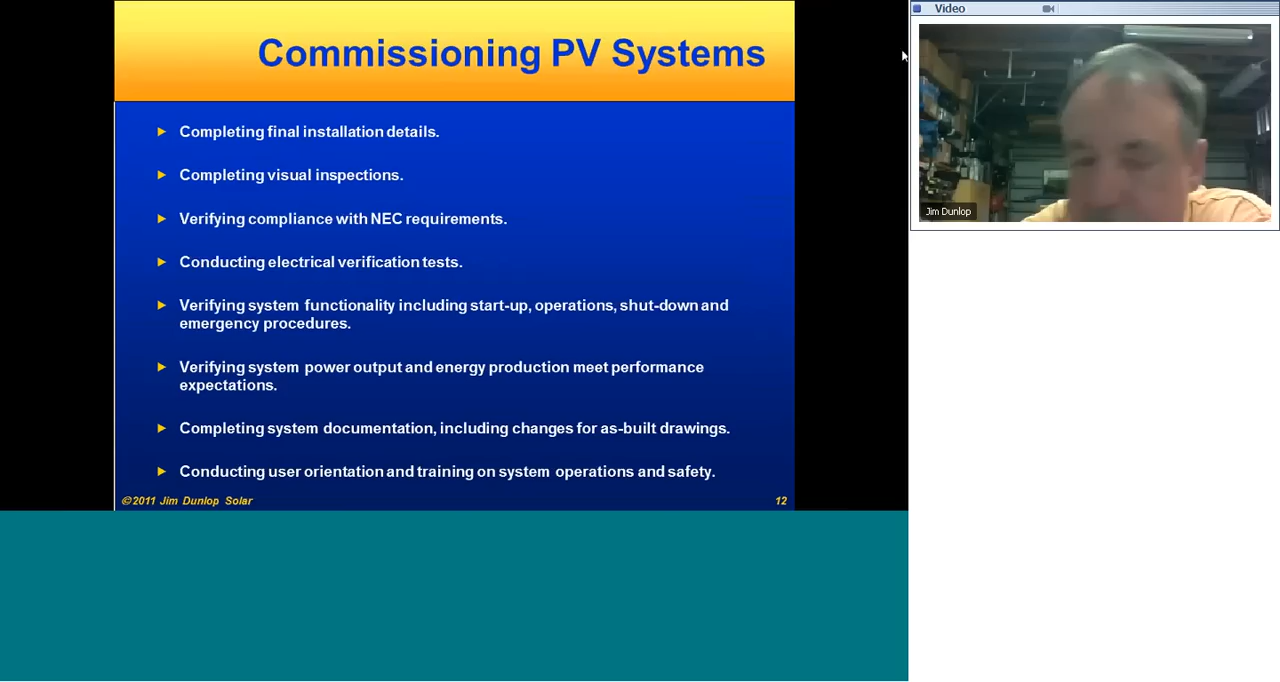 Commissioning PV Systems
Completing final installation details.
Completing visual inspections.
Verifying compliance with NEC requirements.
Conducting electrical verification tests.
Verifying system functionality including start-up, operations, shut-down and
emergency procedures.
Verifying system power output and energy production meet performance
expectations.
Completing system documentation, including changes for as-built drawings.
Conducting user orientation and training on system operations and safety.
©2011 Jim Dunlop Solar
12
Video
Jim Dunlop